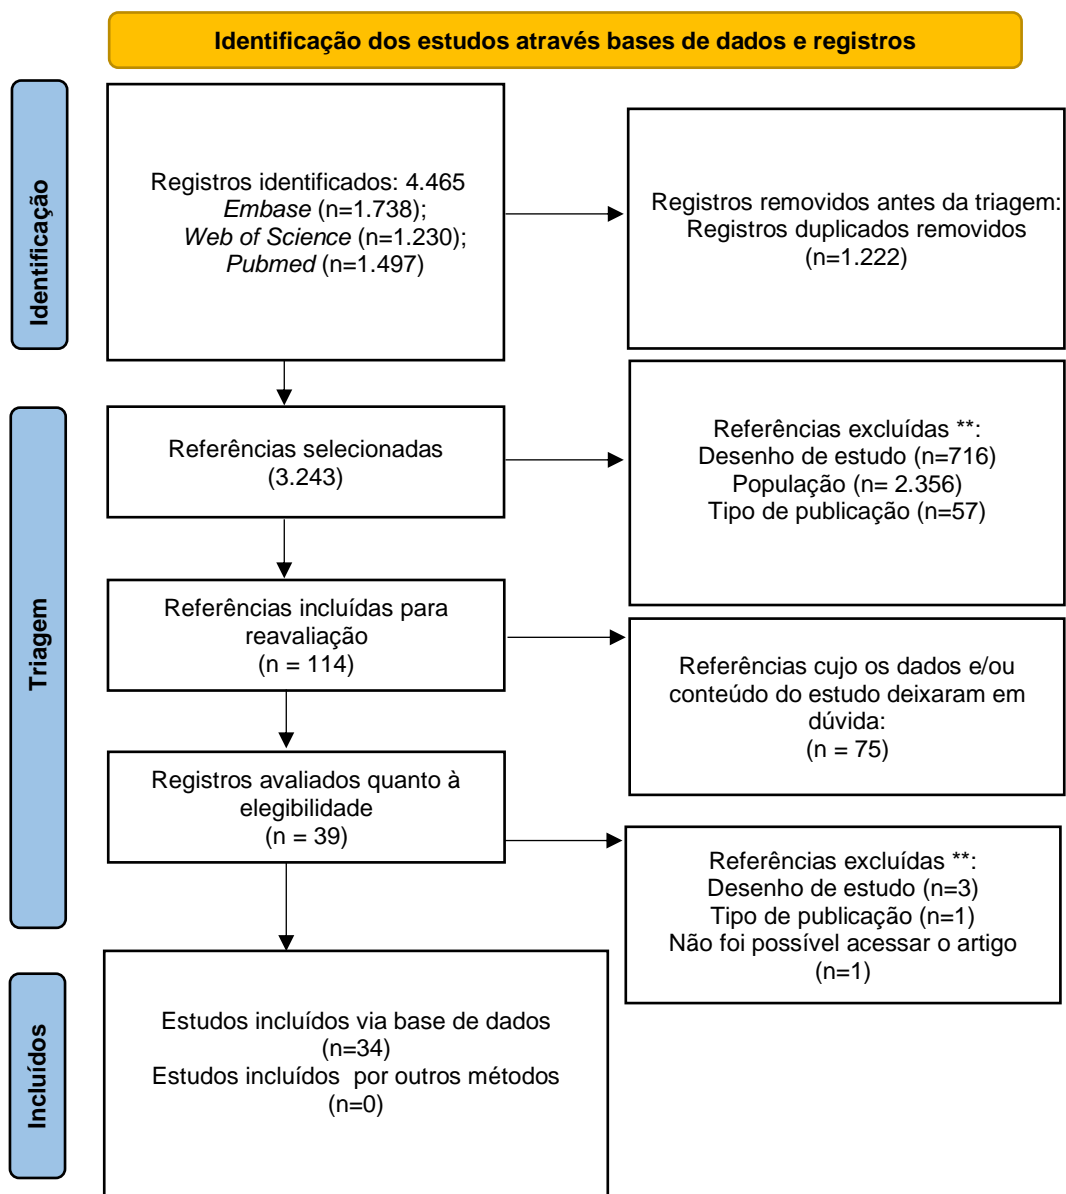 Identificação dos estudos através bases de dados e registros
Identificação
Registros identificados: 4.465
Embase (n=1.738);
Web of Science (n=1.230);
Pubmed (n=1.497)
Registros removidos antes da triagem:
Registros duplicados removidos
(n=1.222)
Triagem
Referências selecionadas
(3.243)
Referências excluídas **:
Desenho de estudo (n=716)
População (n= 2.356)
Tipo de publicação (n=57)
Referências incluídas para
reavaliação
(n = 114)
Referências cujo os dados e/ou
conteúdo do estudo deixaram em
dúvida:
(n = 75)
Registros avaliados quanto à
elegibilidade
(n = 39)
Referências excluídas **:
Desenho de estudo (n=3)
Tipo de publicação (n=1)
Não foi possível acessar o artigo
(n=1)
Incluídos
Estudos incluídos via base de dados
(n=34)
Estudos incluídos  por outros métodos
(n=0)